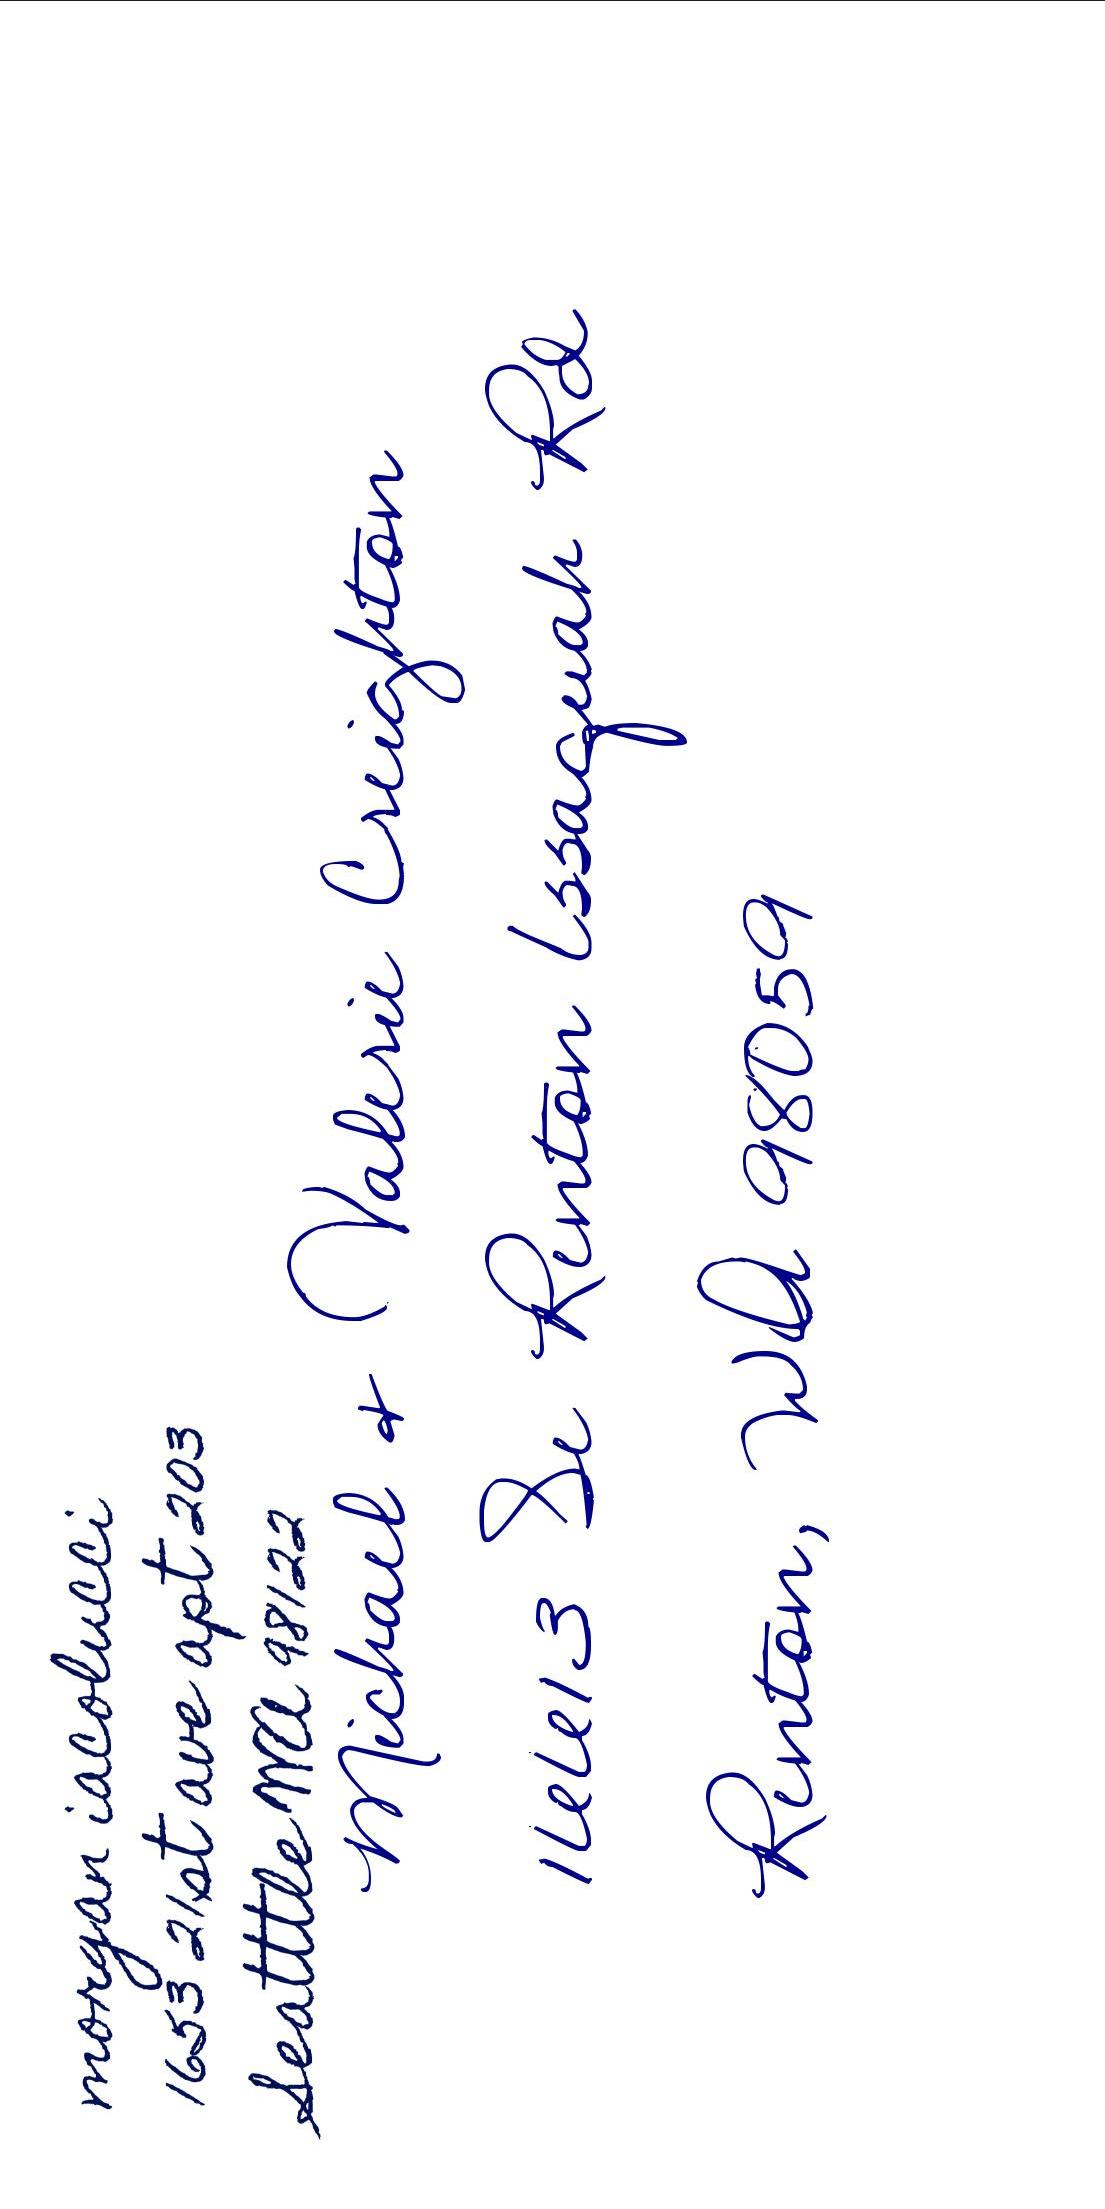 morgan iacolucci
1653 21st ave apt 203
Seatttle WA 98122
Michael & Valerie Creighton
16613 Se Renton Issaquah Rd
Renton, WA 98059